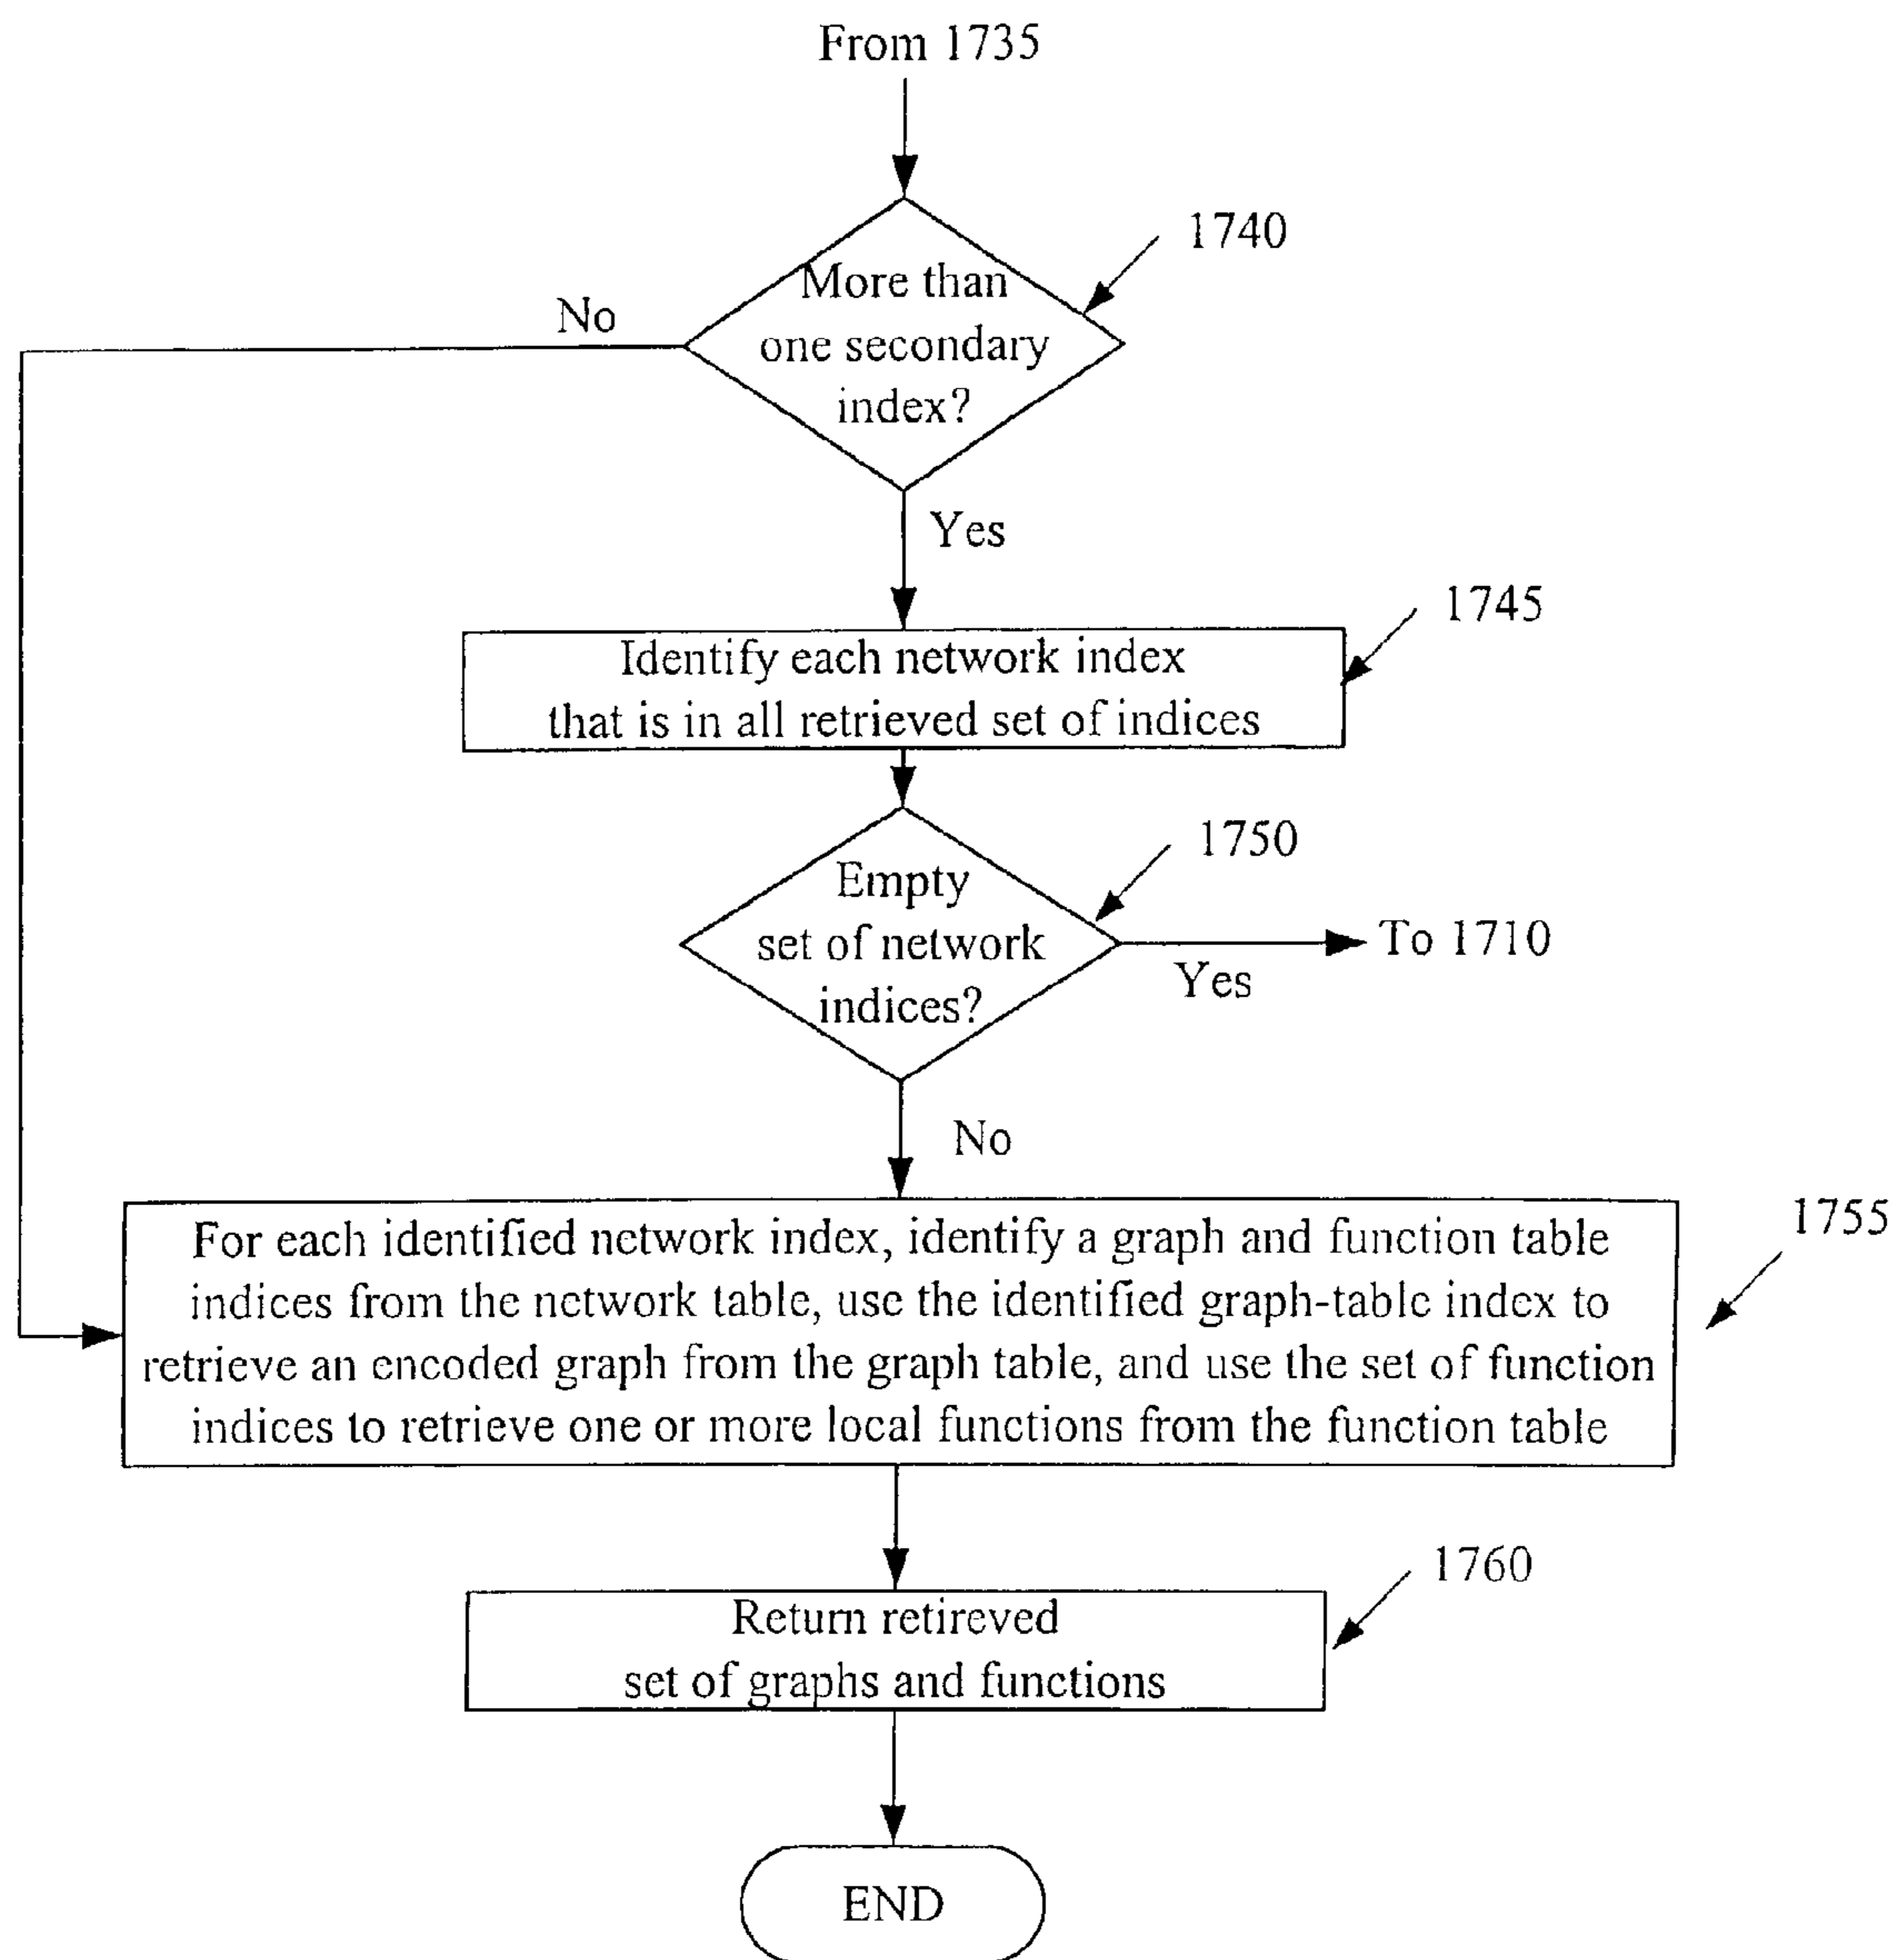 From 1735
1740
More than
one secondary
index?
No
Yes
1745
Identify each network index
that is in all retrieved set of indices
1750
Empty
set of network
indices?
To 1710
Yes
No
1755
For each identified network index, identify a graph and function table
indices from the network table, use the identified graph-table index to
retrieve an encoded graph from the graph table, and use the set of function
indices to retrieve one or more local functions from the function table
1760
Return retireved
set of graphs and functions
END